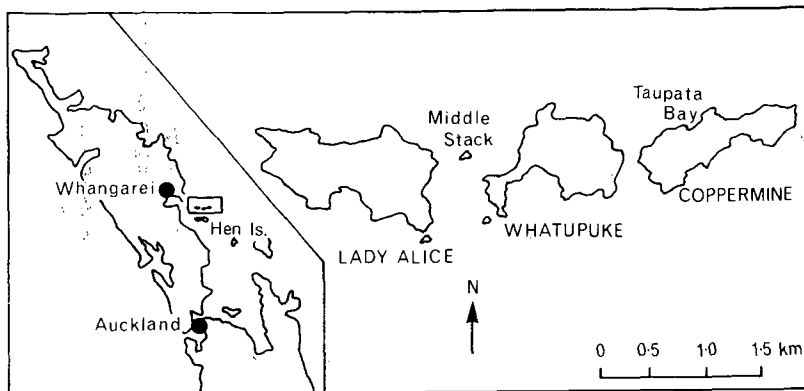 Whangarei
Hen Is.
Auckland
Middle
Stack
Taupata
Bay
LADY ALICE
WHATUPUKE
COPPERMINE
N
0 0·5 1·0 1·5 km